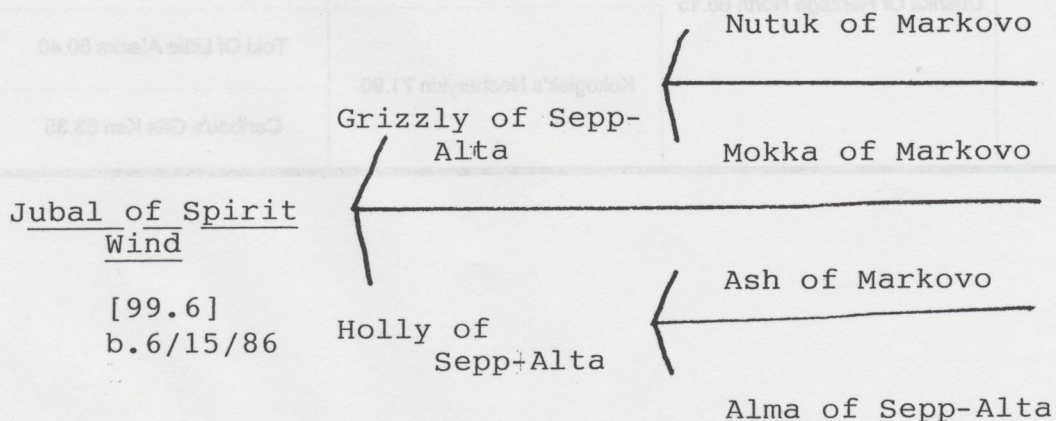 Nutuk of Markovo
Grizzly of Sepp-
Alta
Mokka of Markovo
Jubal of Spirit
Wind
[99.6]
b.6/15/86
Ash of Markovo
Holly of
Sepp-Alta
Alma of Sepp-Alta